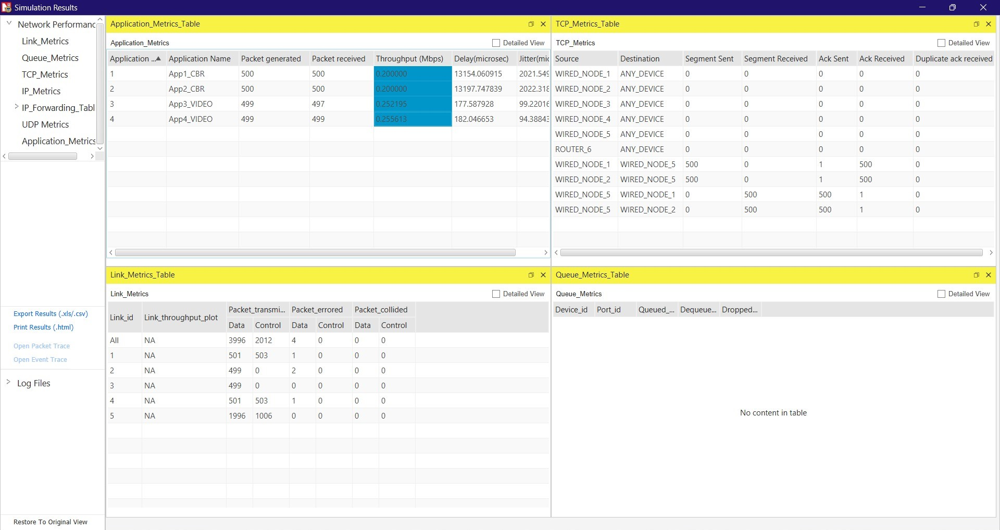 Simulation Results
Network Performanc
Link_Metrics
Queue_Metrics
TCP_Metrics
IP_Metrics
IP_Forwarding_Tabl
UDP Metrics
Application_Metrics
Export Results (.xls/.csv)
Print Results (.html)
Open Packet Trace
Open Event Trace
Log Files
Restore To Original View
Application_Metrics_Table
Application_Metrics Detailed View
Application ... Application Name Packet generated Packet received Throughput (Mbps) Delay(microsec) Jitter(mic
1 App1_CBR 500 500 0.200000 13154.060915 2021.549
2 App2_CBR 500 500 0.200000 13197.747839 2022.318
3 App3_VIDEO 499 497 0.252195 177.587928 99.22016
4 App4_VIDEO 499 499 0.255613 182.046653 94.38843
TCP_Metrics_Table
TCP_Metrics Detailed View
Source Destination Segment Sent Segment Received Ack Sent Ack Received Duplicate ack received
WIRED_NODE_1 ANY_DEVICE 0 0 0 0 0
WIRED_NODE_2 ANY_DEVICE 0 0 0 0 0
WIRED_NODE_3 ANY_DEVICE 0 0 0 0 0
WIRED_NODE_4 ANY_DEVICE 0 0 0 0 0
WIRED_NODE_5 ANY_DEVICE 0 0 0 0 0
ROUTER_6 ANY_DEVICE 0 0 0 0 0
WIRED_NODE_1 WIRED_NODE_5 500 0 1 500 0
WIRED_NODE_2 WIRED_NODE_5 500 0 1 500 0
WIRED_NODE_5 WIRED_NODE_1 0 500 500 1 0
WIRED_NODE_5 WIRED_NODE_2 0 500 500 1 0
Link_Metrics_Table
Link_Metrics Detailed View
Link_id Link_throughput_plot Packet_transmi... Packet_errored Packet_collided
Data Control Data Control Data Control
All NA 3996 2012 4 0 0 0
1 NA 501 503 1 0 0 0
2 NA 499 0 2 0 0 0
3 NA 499 0 0 0 0 0
4 NA 501 503 1 0 0 0
5 NA 1996 1006 0 0 0 0
Queue_Metrics_Table
Queue_Metrics Detailed View
Device_id Port_id Queued_... Dequeue... Dropped...
No content in table